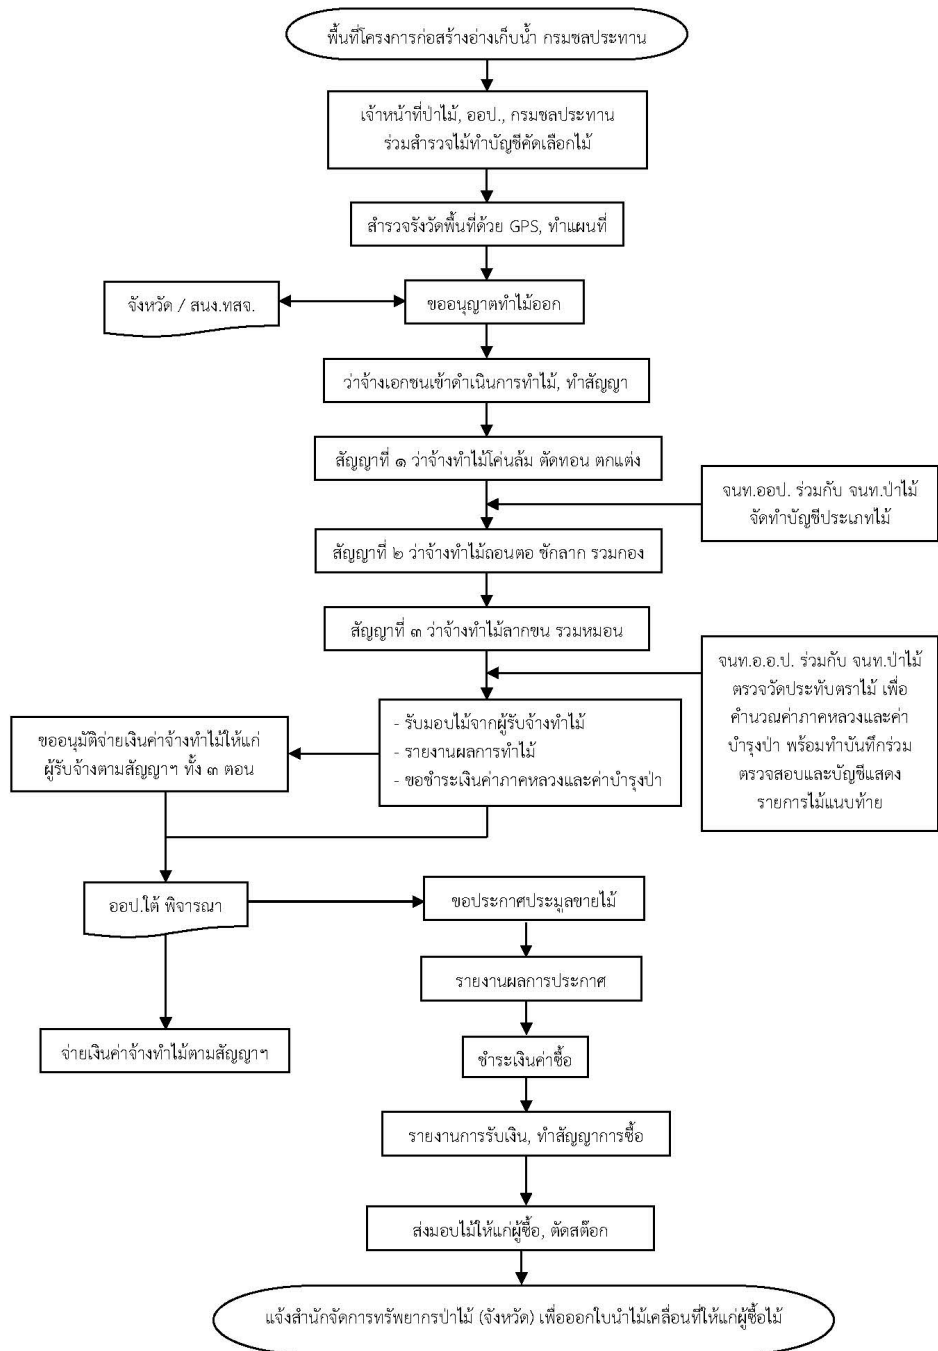 พื้นที่โครงการก่อสร้างอ่างเก็บน้ำ กรมชลประทาน
เจ้าหน้าที่ป่าไม้, ออป., กรมชลประทาน
ร่วมสำรวจไม้ทำบัญชีคัดเลือกไม้
สำรวจรังวัดพื้นที่ด้วย GPS, ทำแผนที่
จังหวัด / สนง.ทสจ.
ขออนุญาตทำไม้ออก
ว่าจ้างเอกชนเข้าดำเนินการทำไม้, ทำสัญญา
สัญญาที่ ๑ ว่าจ้างทำไม้โค่นล้ม ตัดทอน ตกแต่ง
จนท.ออป. ร่วมกับ จนท.ป่าไม้
จัดทำบัญชีประเภทไม้
สัญญาที่ ๒ ว่าจ้างทำไม้ถอนตอ ชักลาก รวมกอง
สัญญาที่ ๓ ว่าจ้างทำไม้ลากขน รวมหมอน
จนท.อ.อ.ป. ร่วมกับ จนท.ป่าไม้
ตรวจวัดประทับตราไม้ เพื่อ
คำนวณค่าภาคหลวงและค่า
บำรุงป่า พร้อมทำบันทึกร่วม
ตรวจสอบและบัญชีแสดง
รายการไม้แนบท้าย
- รับมอบไม้จากผู้รับจ้างทำไม้
- รายงานผลการทำไม้
- ขอชำระเงินค่าภาคหลวงและค่าบำรุงป่า
ขออนุมัติจ่ายเงินค่าจ้างทำไม้ให้แก่
ผู้รับจ้างตามสัญญาฯ ทั้ง ๓ ตอน
ออป.ใต้ พิจารณา
ขอประกาศประมูลขายไม้
รายงานผลการประกาศ
จ่ายเงินค่าจ้างทำไม้ตามสัญญาฯ
ชำระเงินค่าซื้อ
รายงานการรับเงิน, ทำสัญญาการซื้อ
ส่งมอบไม้ให้แก่ผู้ซื้อ, ตัดสต๊อก
แจ้งสำนักจัดการทรัพยากรป่าไม้ (จังหวัด) เพื่อออกใบนำไม้เคลื่อนที่ให้แก่ผู้ซื้อไม้